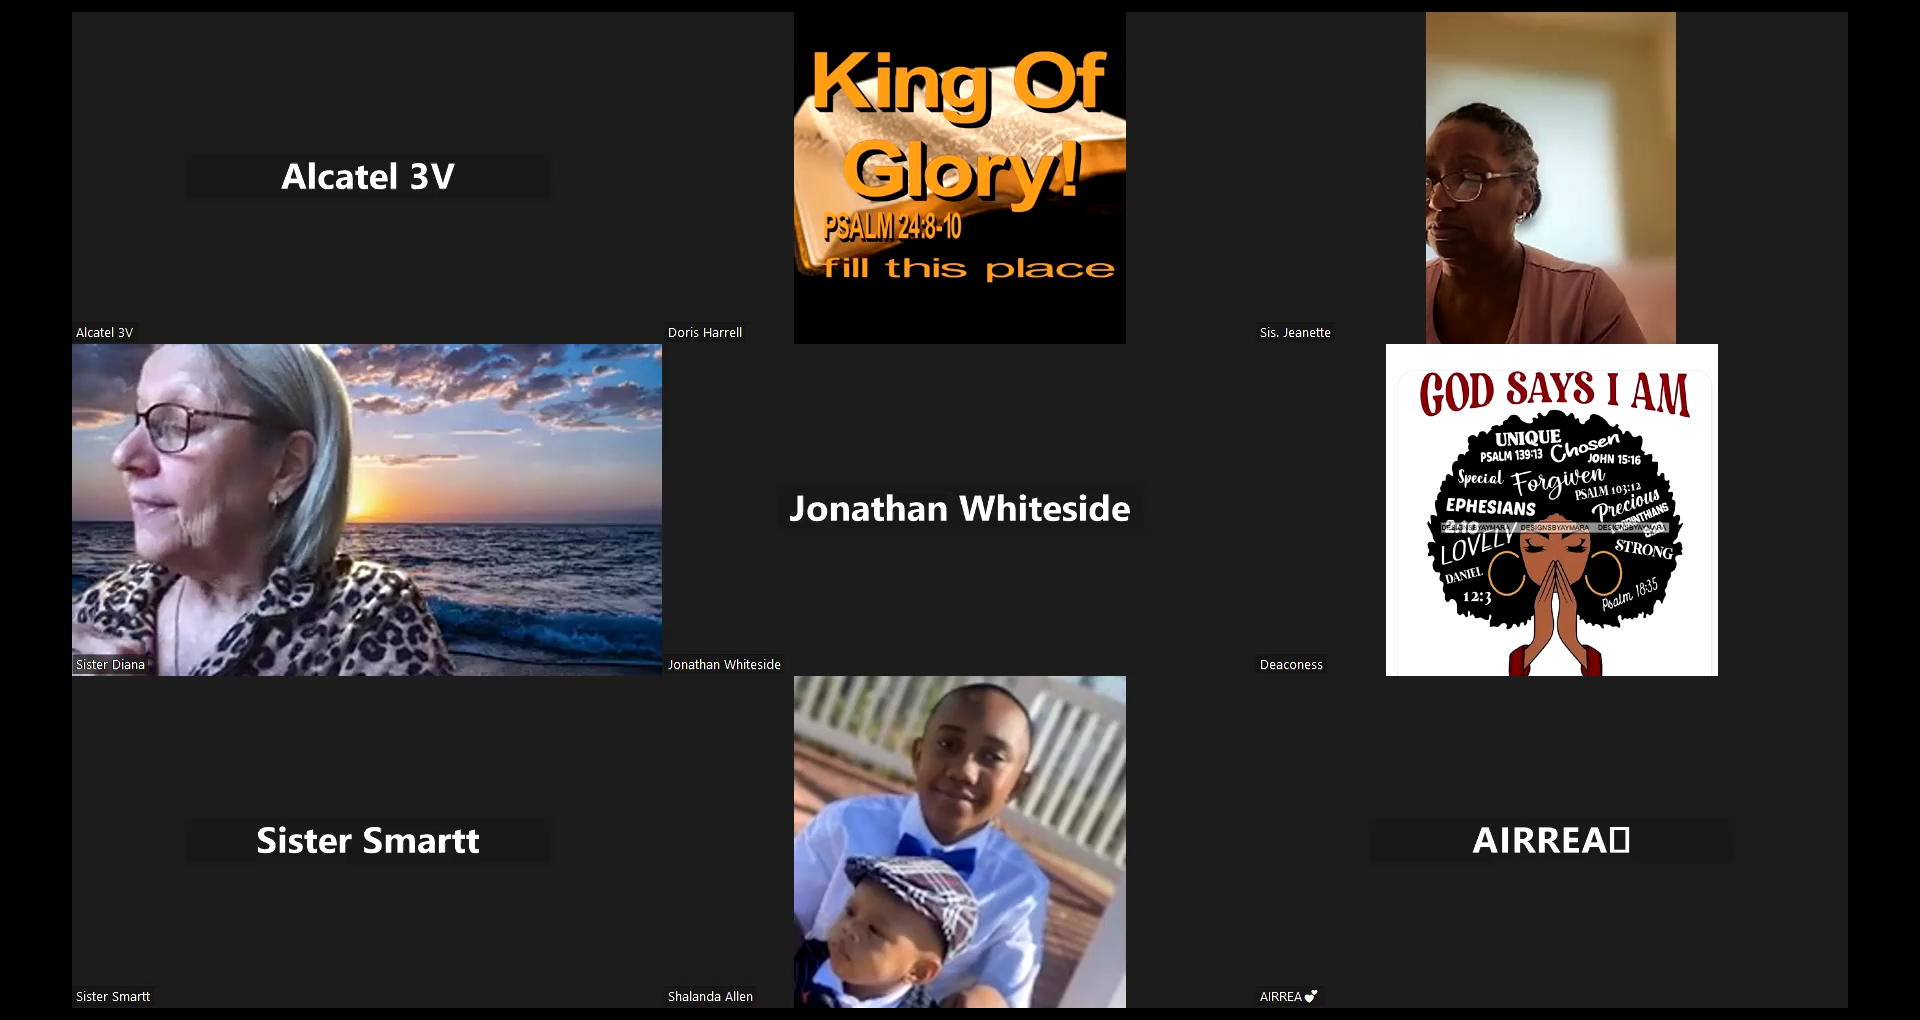 Alcatel 3V
Alcatel 3V
King Of
Glory!
PSALM 24:8-10
fill this place
Doris Harrell
Sis. Jeanette
Sister Diana
Jonathan Whiteside
Jonathan Whiteside
GOD SAYS I AM
UNIQUE
PSALM 139:13
Chosen
JOHN 15:16
Special
Forgiven
PSALM 103:12
EPHESIANS
Precious
DESIGNSBYAYMARA DESIGNSBYAYMARA DESIGNSBYAYMARA
LOVELY
STRONG
DANIEL
12:3
Psalm 18:35
Deaconess
Sister Smartt
Sister Smartt
Shalanda Allen
AIRREA
AIRREA💕